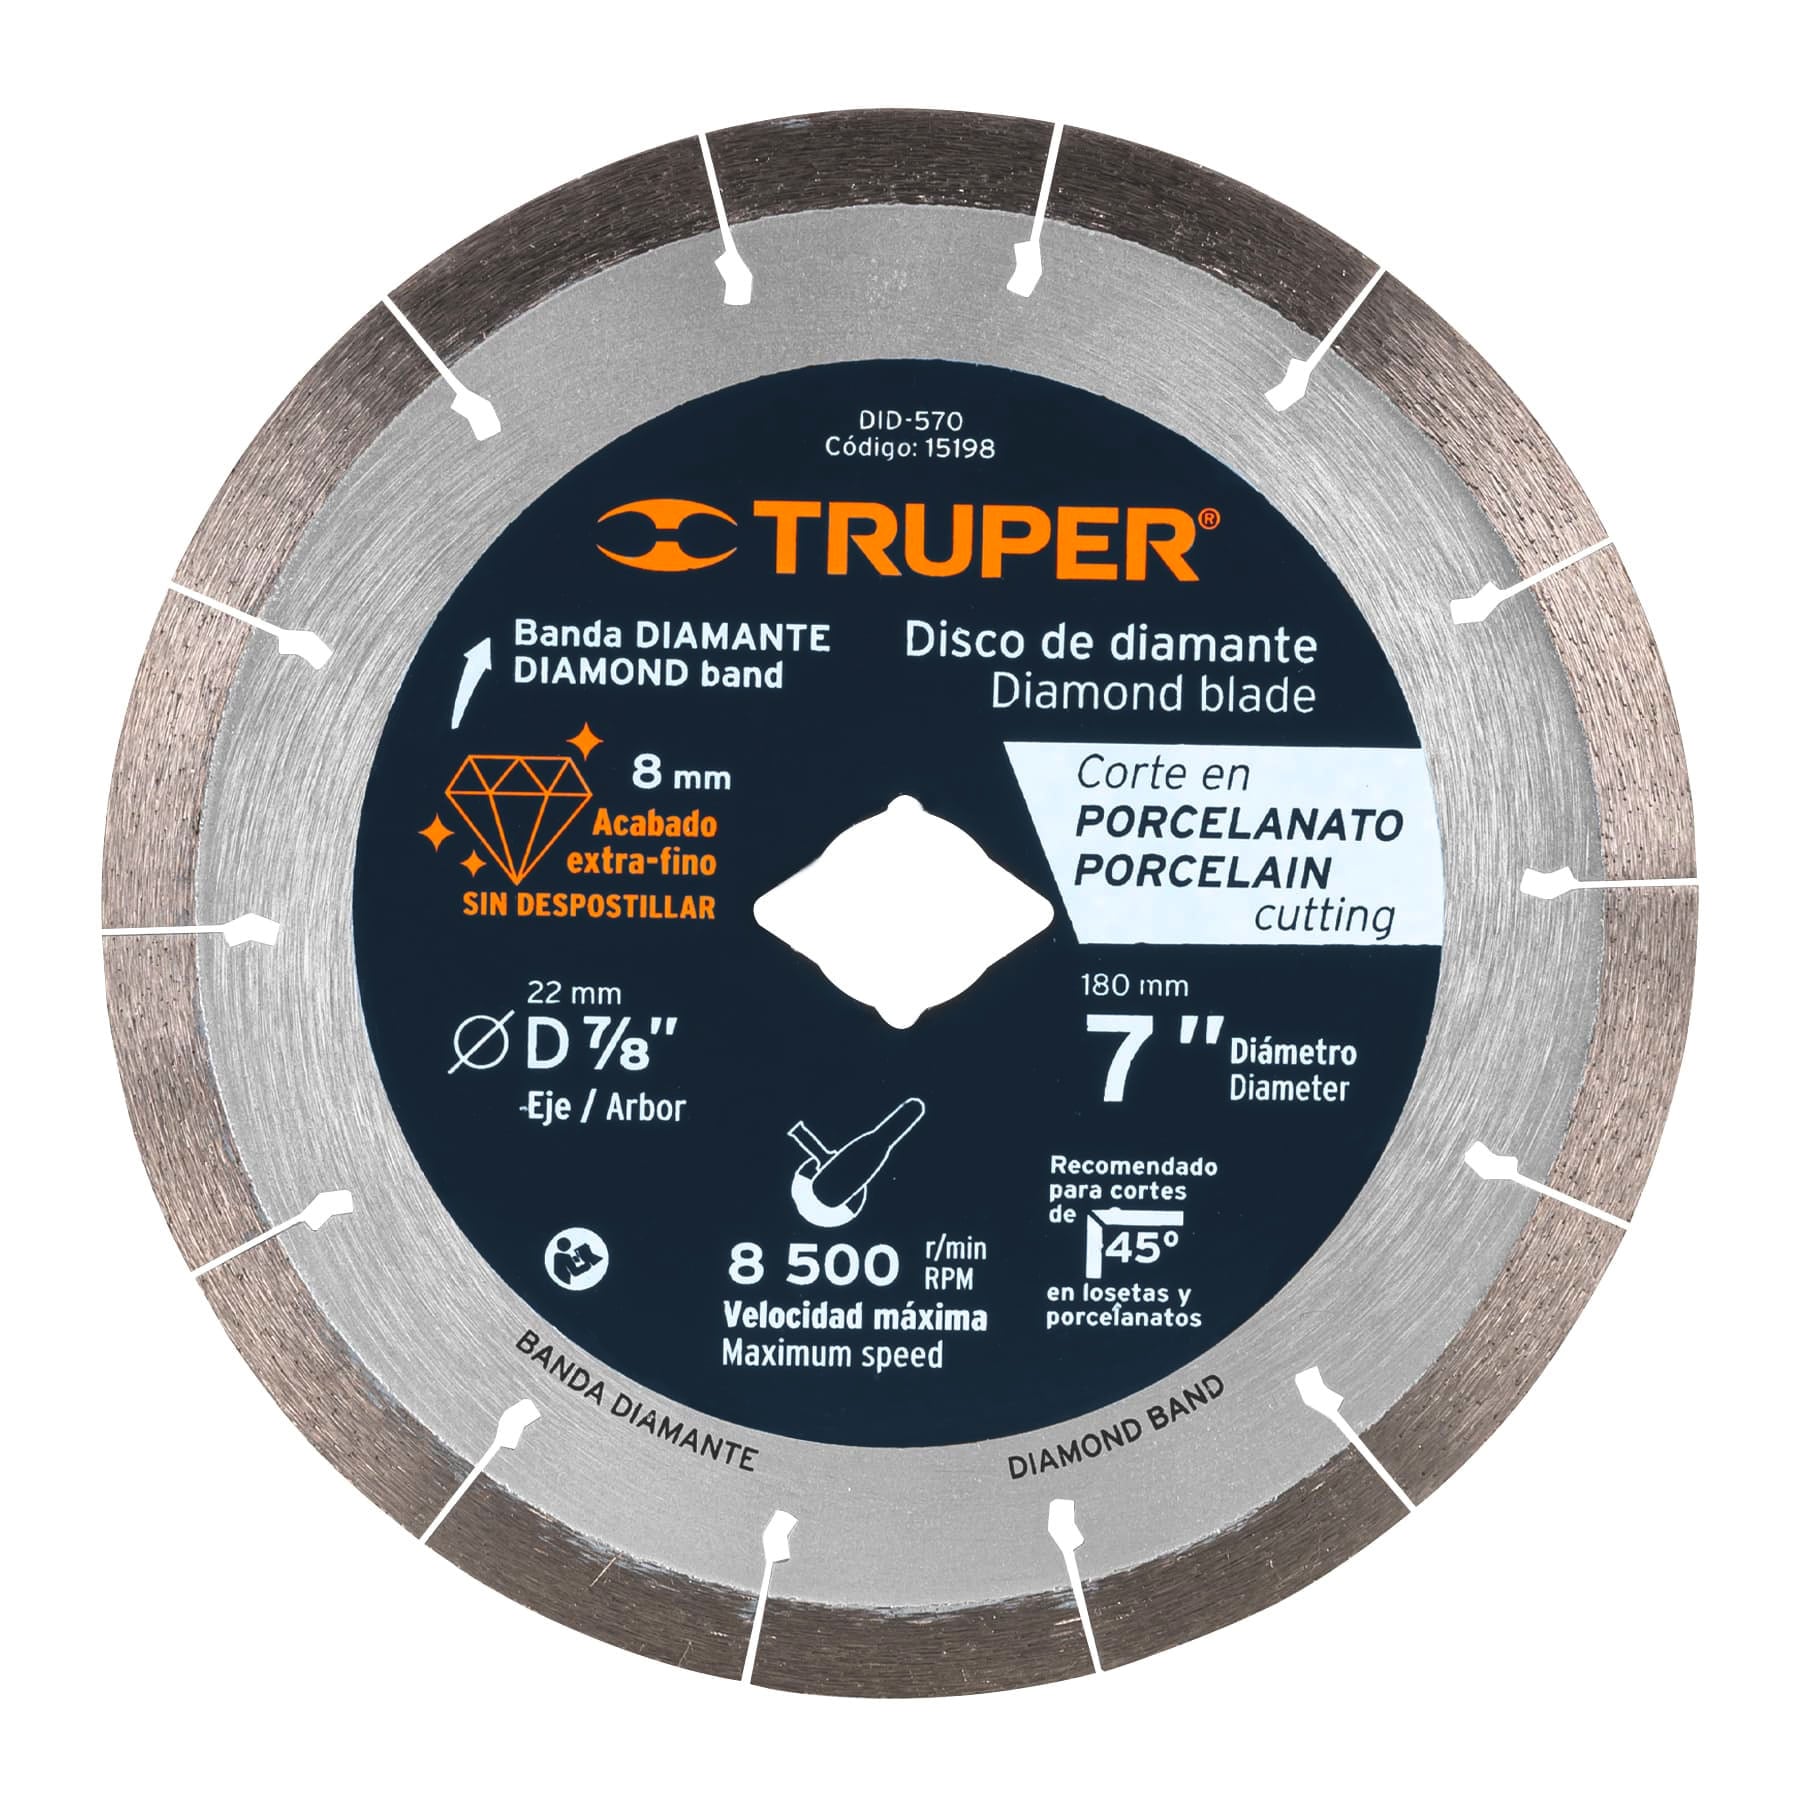 DID-570
Código: 15198
TRUPER®
Banda DIAMANTE
DIAMOND band
Disco de diamante
Diamond blade
8 mm
Acabado
extra-fino
SIN DESPOSTILLAR
Corte en
PORCELANATO
PORCELAIN
cutting
22 mm
D 7/8"
Eje / Arbor
180 mm
7" Diámetro
Diameter
8 500 r/min
RPM
Velocidad máxima
Maximum speed
Recomendado
para cortes
de
45°
en losetas y
porcelanatos
BANDA DIAMANTE
DIAMOND BAND